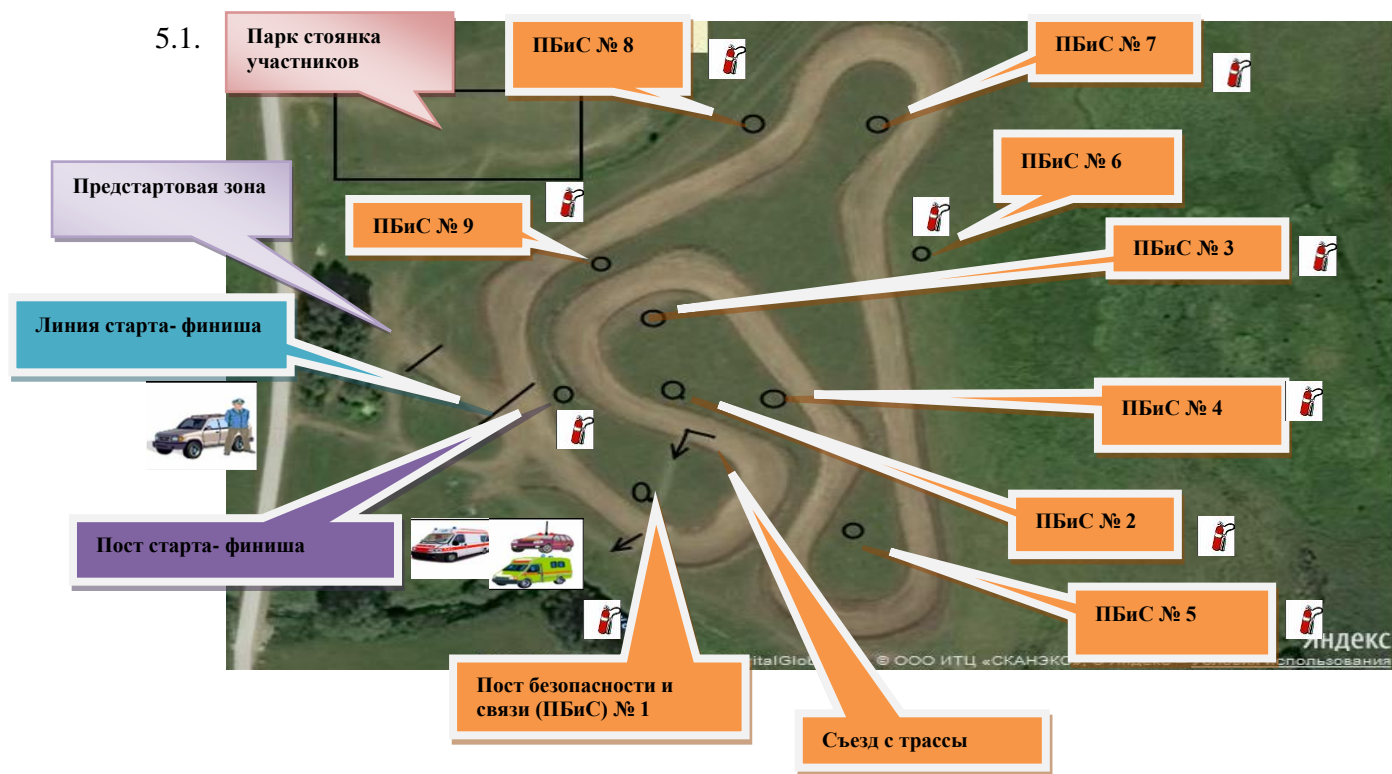 5.1.
Парк стоянка
участников
ПБиС № 8
ПБиС № 7
ПБиС № 6
Предстартовая зона
ПБиС № 9
ПБиС № 3
Линия старта- финиша
ПБиС № 4
ПБиС № 2
Пост старта- финиша
ПБиС № 5
Яндекс
© ООО ИТЦ «СКАНЭКС»
Пост безопасности и
связи (ПБиС) № 1
Съезд с трассы